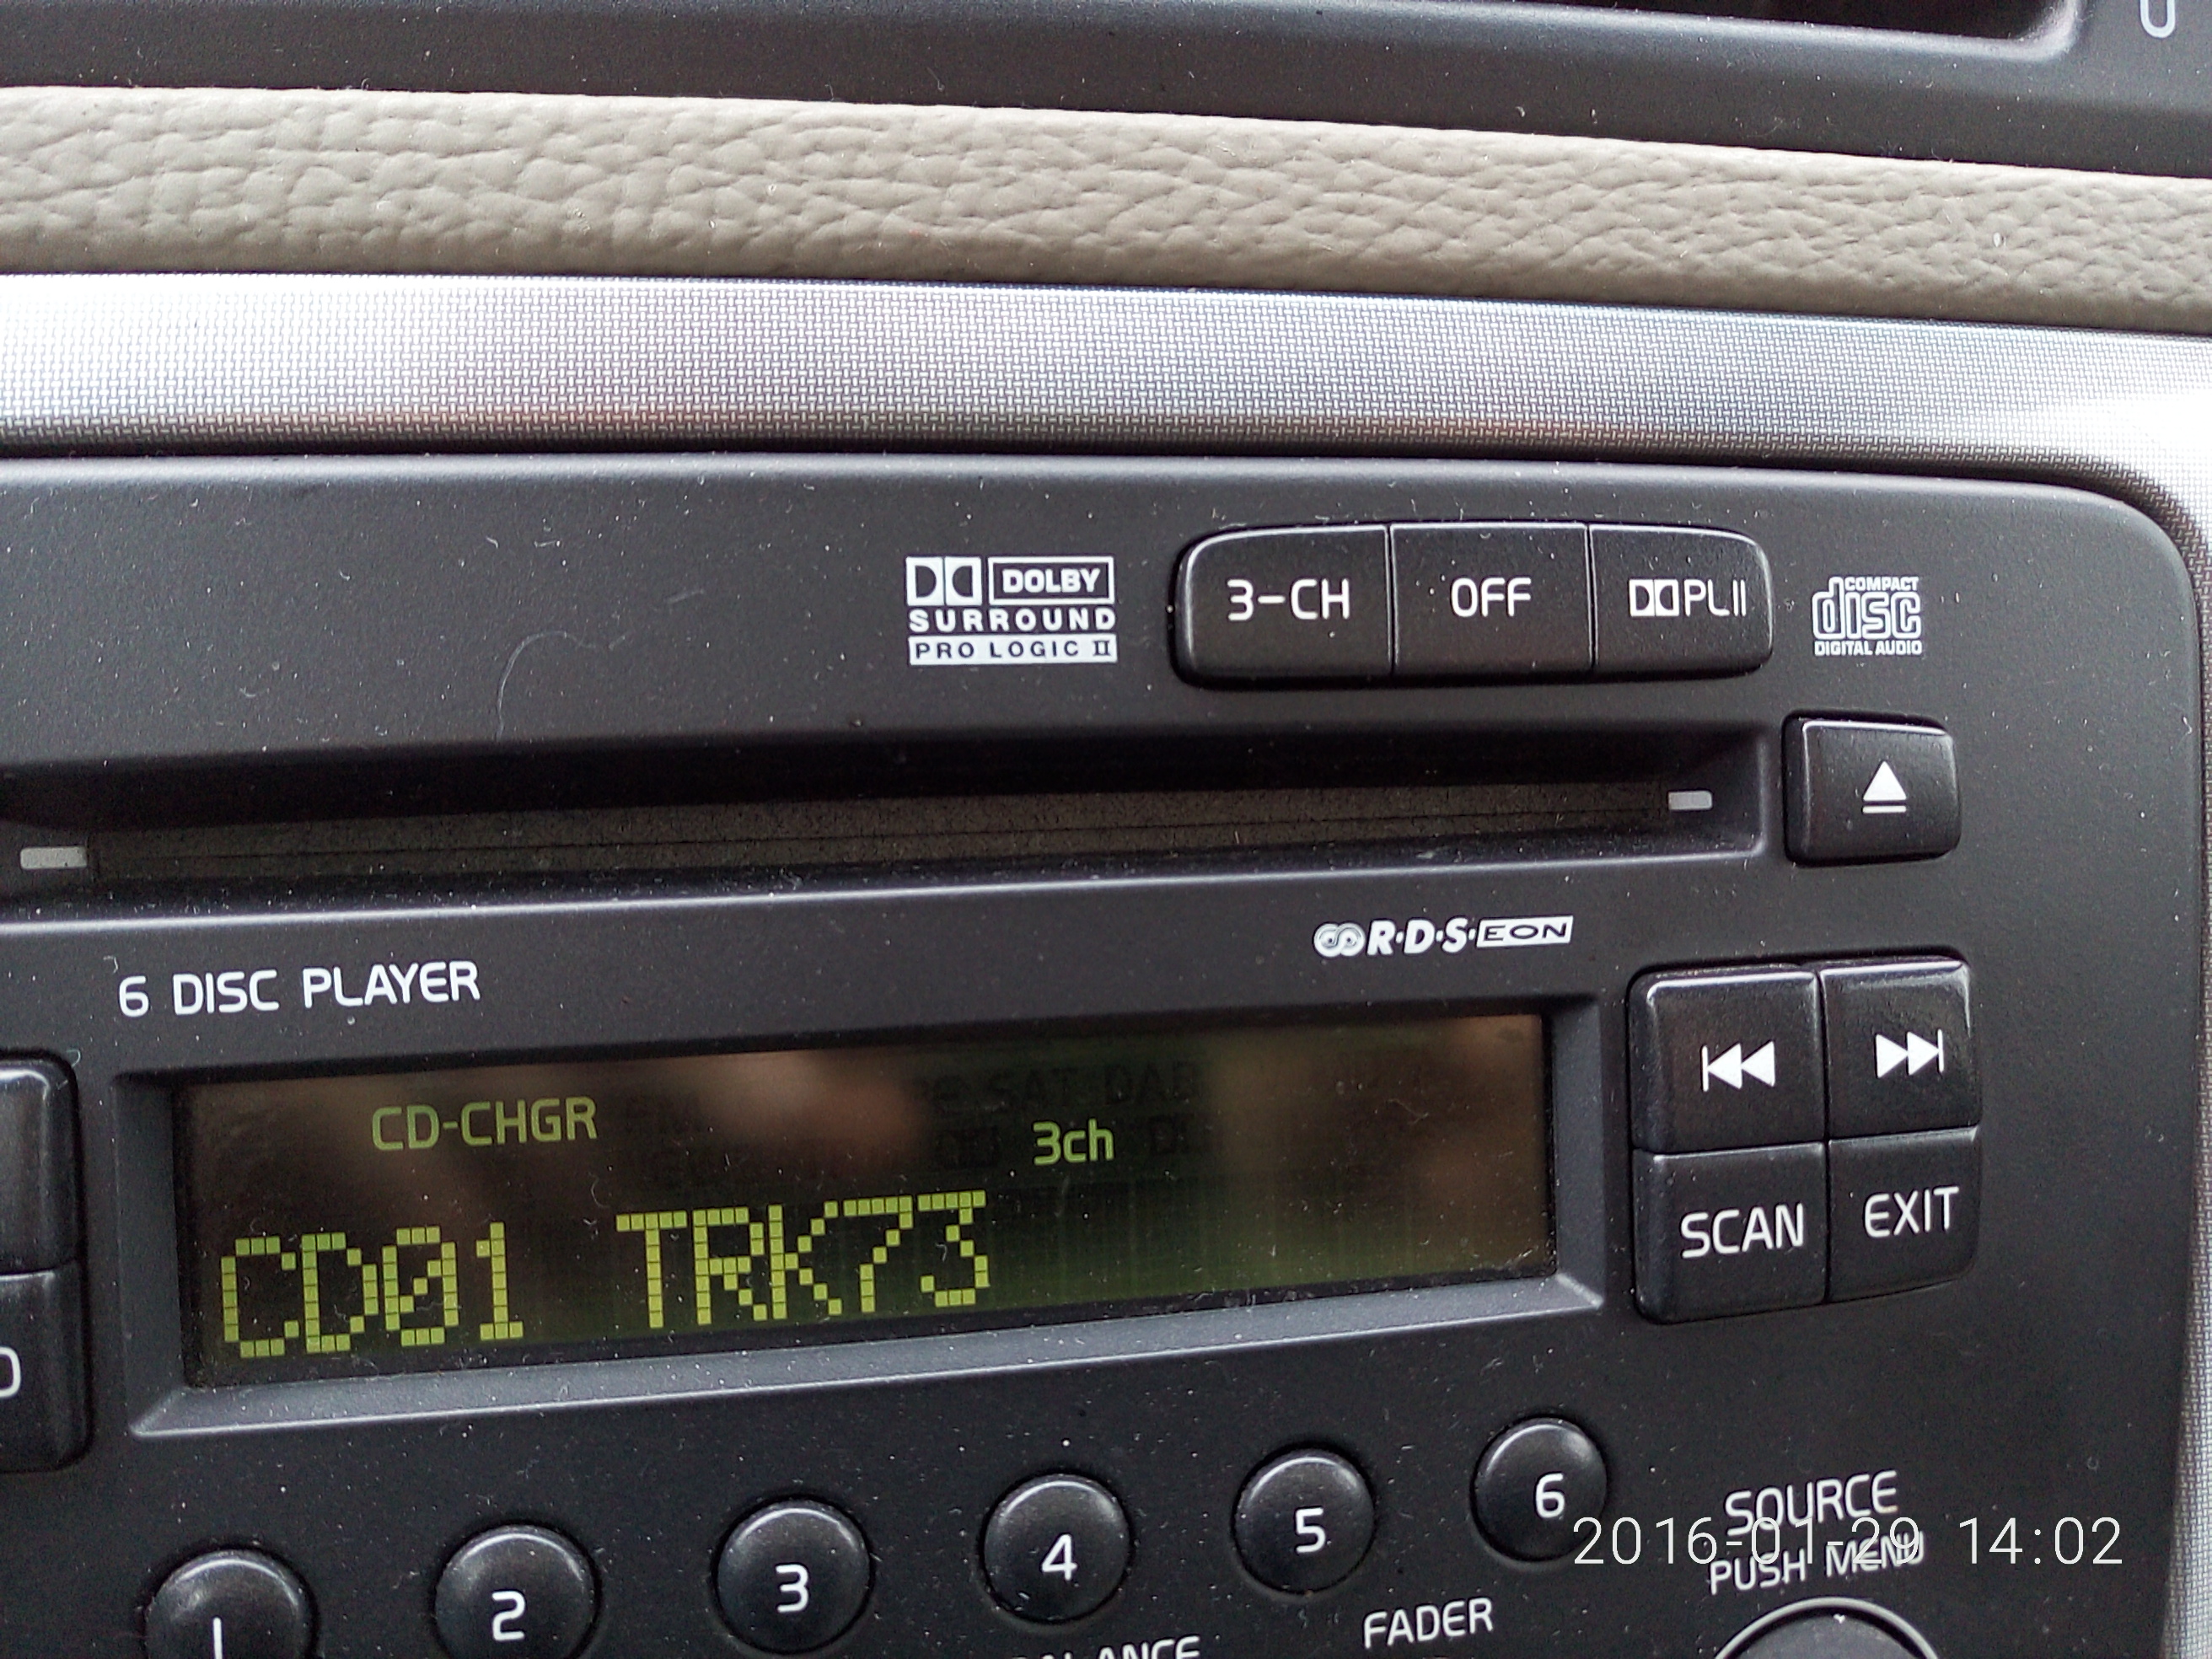 DOLBY
SURROUND
PRO LOGIC II
3-CH
OFF
PL II
COMPACT
disc
DIGITAL AUDIO
R·D·S·EON
6 DISC PLAYER
CD-CHGR
3ch
CD01 TRK73
SCAN
EXIT
1
2
3
4
5
6
SOURCE
PUSH MENU
2016-01-29 14:02
FADER